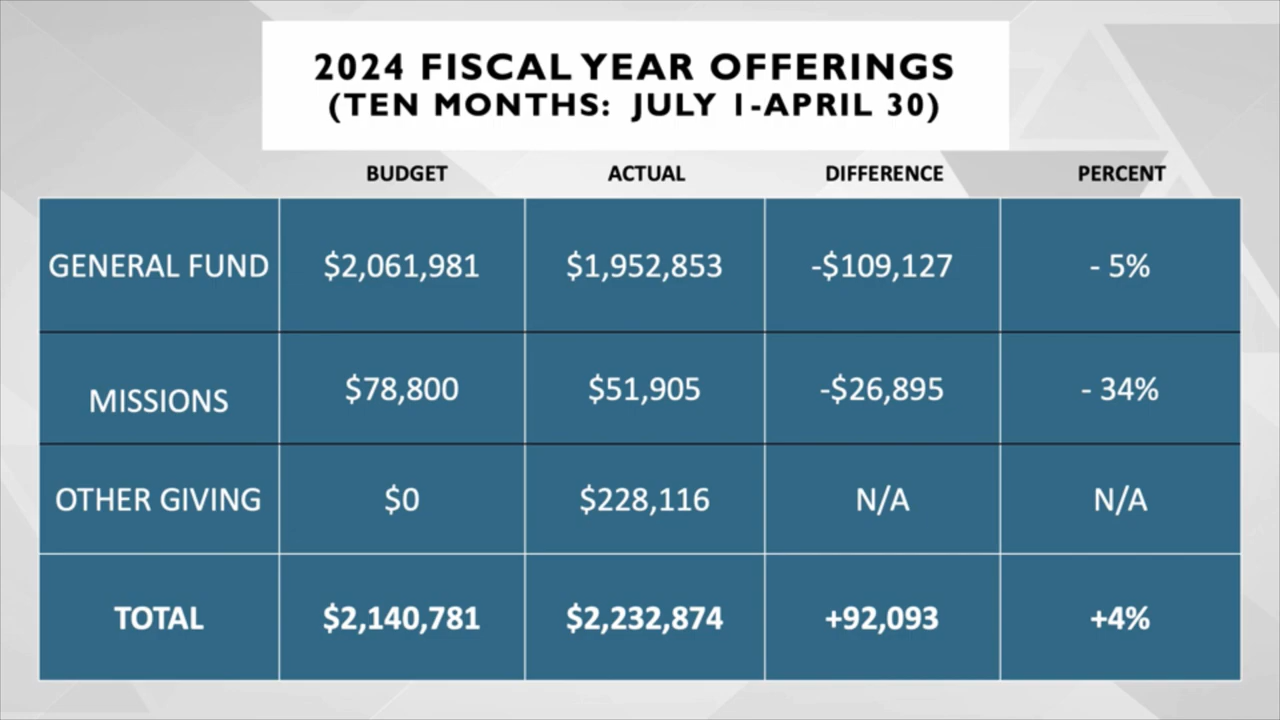 2024 FISCAL YEAR OFFERINGS
(TEN MONTHS: JULY 1-APRIL 30)
BUDGET ACTUAL DIFFERENCE PERCENT
GENERAL FUND $2,061,981 $1,952,853 -$109,127 - 5%
MISSIONS $78,800 $51,905 -$26,895 - 34%
OTHER GIVING $0 $228,116 N/A N/A
TOTAL $2,140,781 $2,232,874 +92,093 +4%